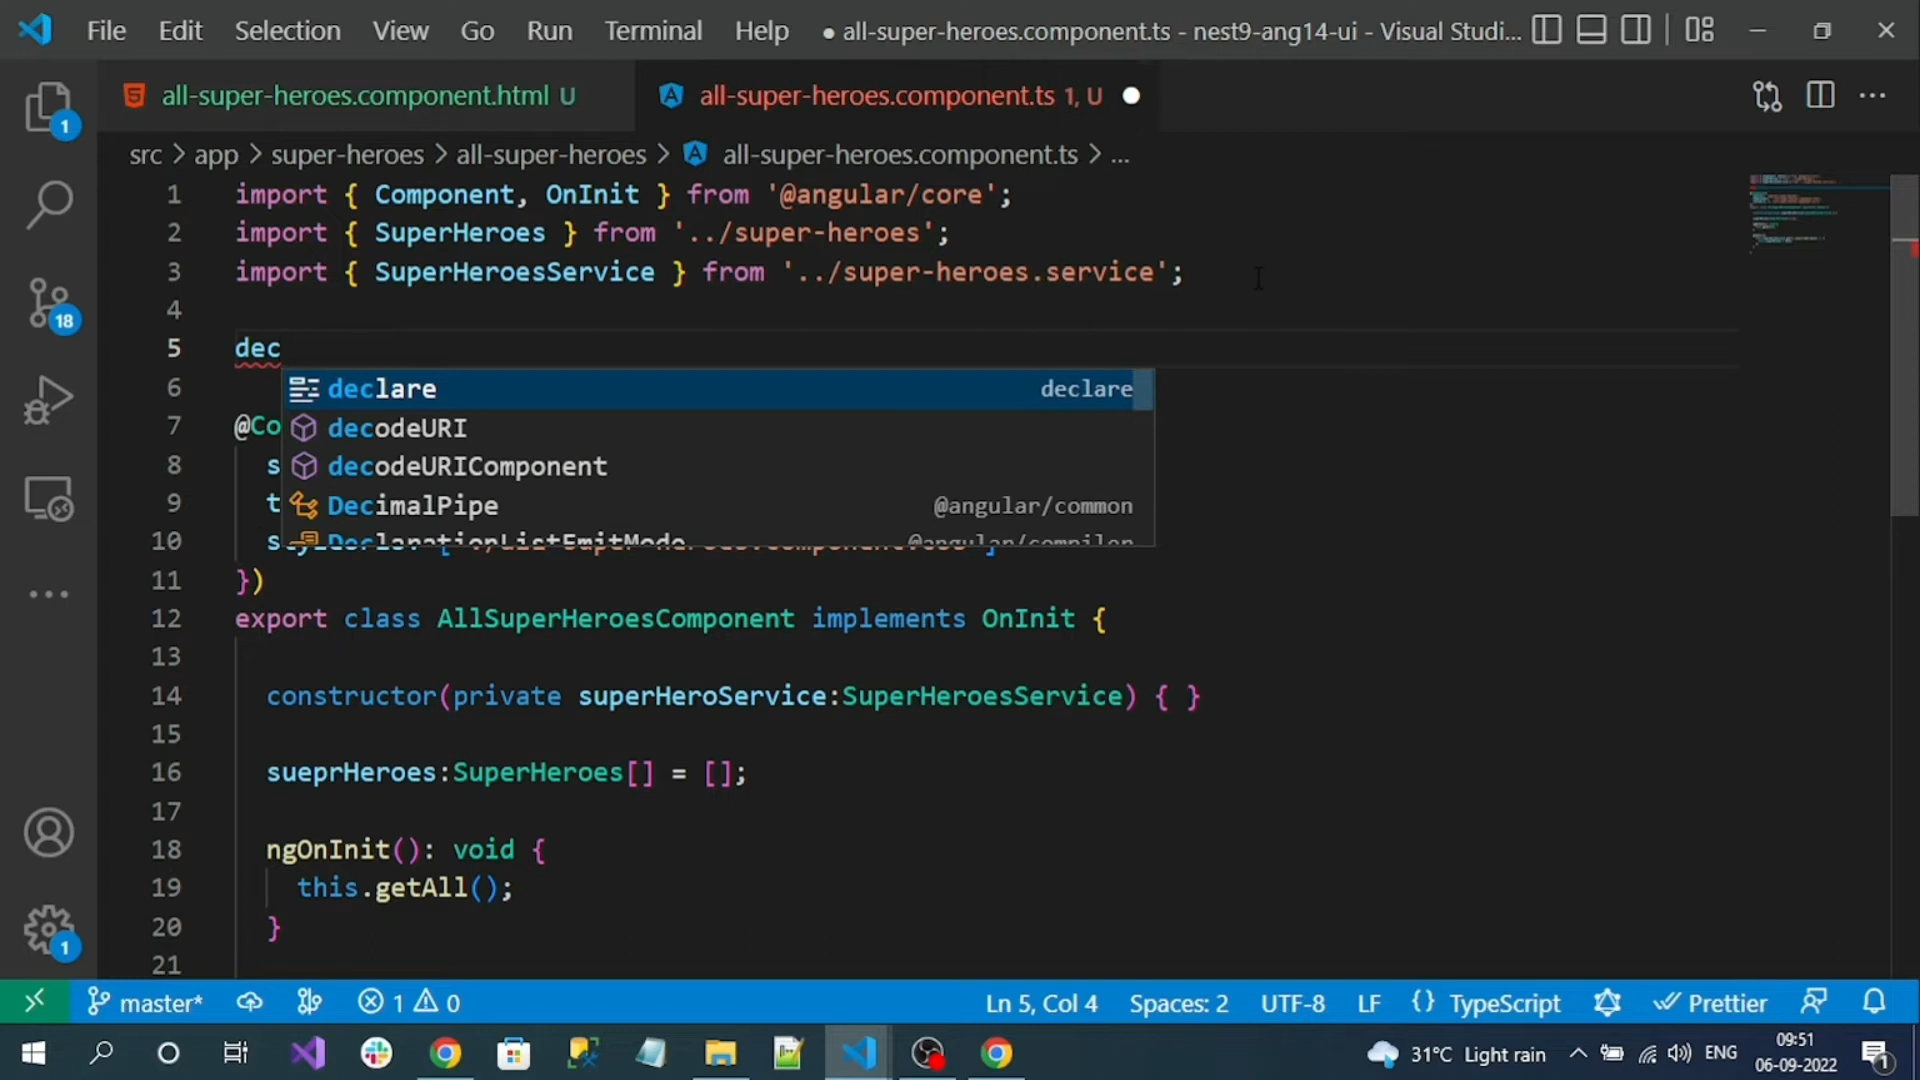 File Edit Selection View Go Run Terminal Help ● all-super-heroes.component.ts - nest9-ang14-ui - Visual Studi...
all-super-heroes.component.html U all-super-heroes.component.ts 1, U
src > app > super-heroes > all-super-heroes > all-super-heroes.component.ts > ...
1 import { Component, OnInit } from '@angular/core';
2 import { SuperHeroes } from '../super-heroes';
3 import { SuperHeroesService } from '../super-heroes.service';
4
5 dec
6 declare declare
decodeURI
7 @Co
8 s decodeURIComponent
9 t DecimalPipe @angular/common
10 s DeclarationListEmitMode @angular/compiler
11 })
12 export class AllSuperHeroesComponent implements OnInit {
13
14 constructor(private superHeroService:SuperHeroesService) { }
15
16 sueprHeroes:SuperHeroes[] = [];
17
18 ngOnInit(): void {
19 this.getAll();
20 }
21
1
18
1
master* 1 0 Ln 5, Col 4 Spaces: 2 UTF-8 LF {} TypeScript Prettier
31°C Light rain ENG 09:51
06-09-2022 1